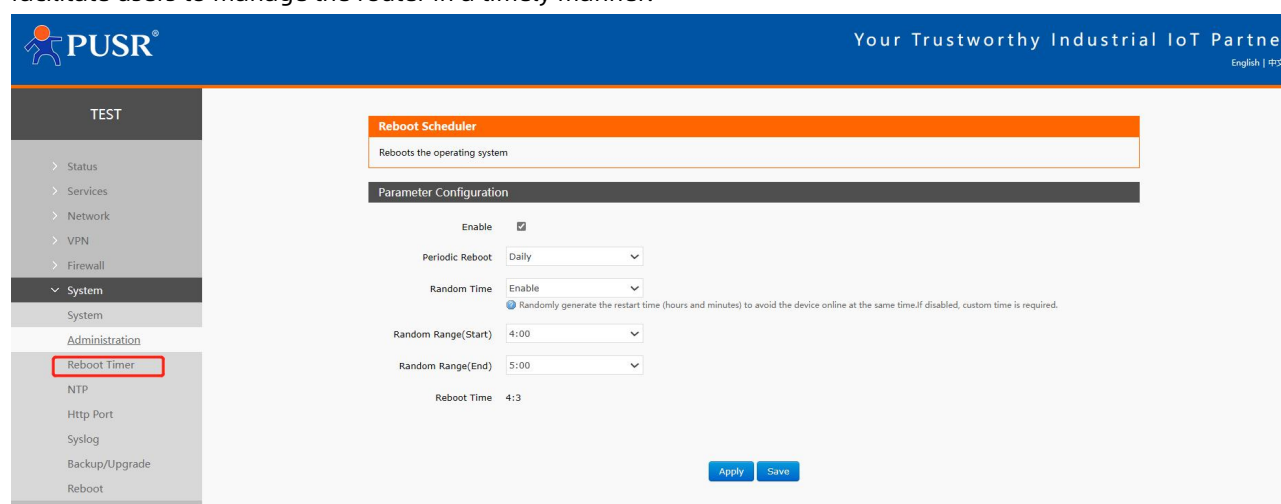 facilitate users to manage the router in a timely manner.
PUSR®
Your Trustworthy Industrial IoT Partne
English | 中文
TEST
Status
Services
Network
VPN
Firewall
System
System
Administration
Reboot Timer
NTP
Http Port
Syslog
Backup/Upgrade
Reboot
Reboot Scheduler
Reboots the operating system
Parameter Configuration
Enable
Periodic Reboot Daily
Random Time Enable
Randomly generate the restart time (hours and minutes) to avoid the device online at the same time.If disabled, custom time is required.
Random Range(Start) 4:00
Random Range(End) 5:00
Reboot Time 4:3
Apply Save